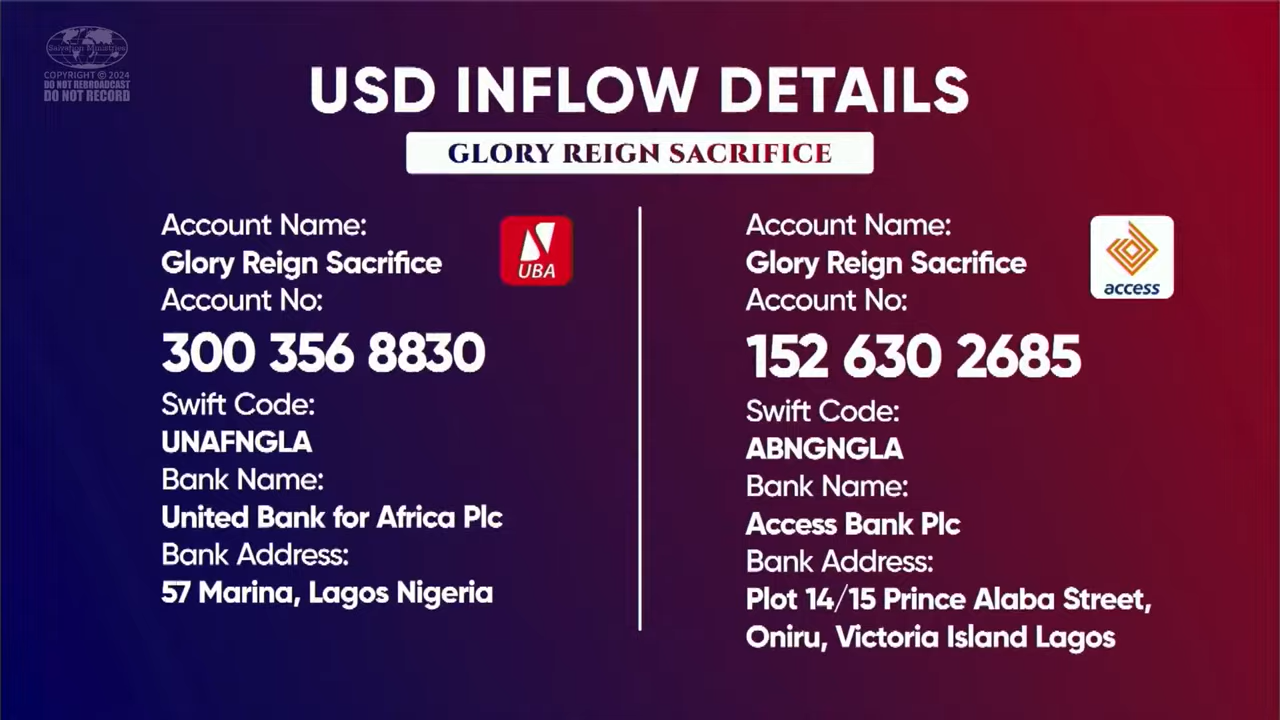 Salvation Ministries
COPYRIGHT © 2024
DO NOT REBROADCAST
DO NOT RECORD
USD INFLOW DETAILS
GLORY REIGN SACRIFICE
Account Name:
Glory Reign Sacrifice
Account No:
300 356 8830
Swift Code:
UNAFNGLA
Bank Name:
United Bank for Africa Plc
Bank Address:
57 Marina, Lagos Nigeria
UBA
Account Name:
Glory Reign Sacrifice
Account No:
152 630 2685
Swift Code:
ABNGNGLA
Bank Name:
Access Bank Plc
Bank Address:
Plot 14/15 Prince Alaba Street,
Oniru, Victoria Island Lagos
access